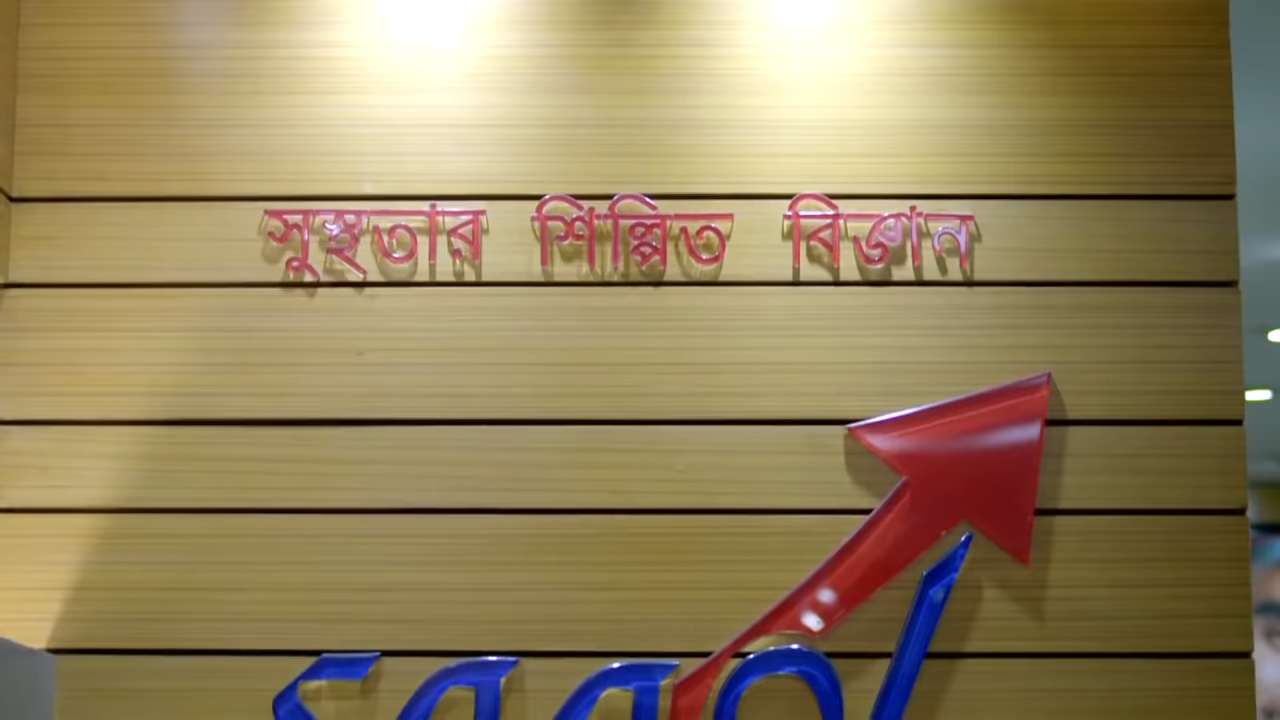 সুস্থতার শিল্পিত বিজ্ঞান